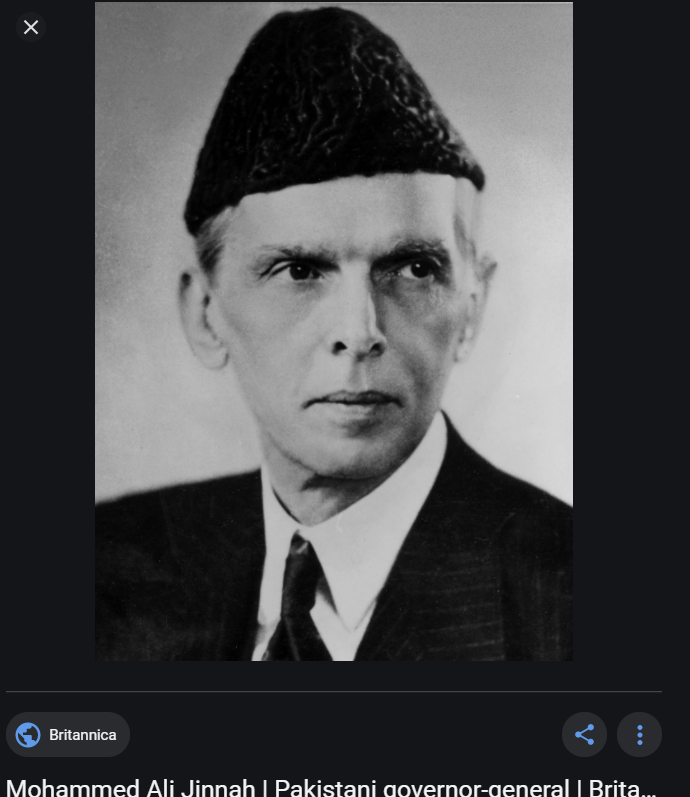 Britannica
Mohammed Ali Jinnah | Pakistani governor-general | Brita...